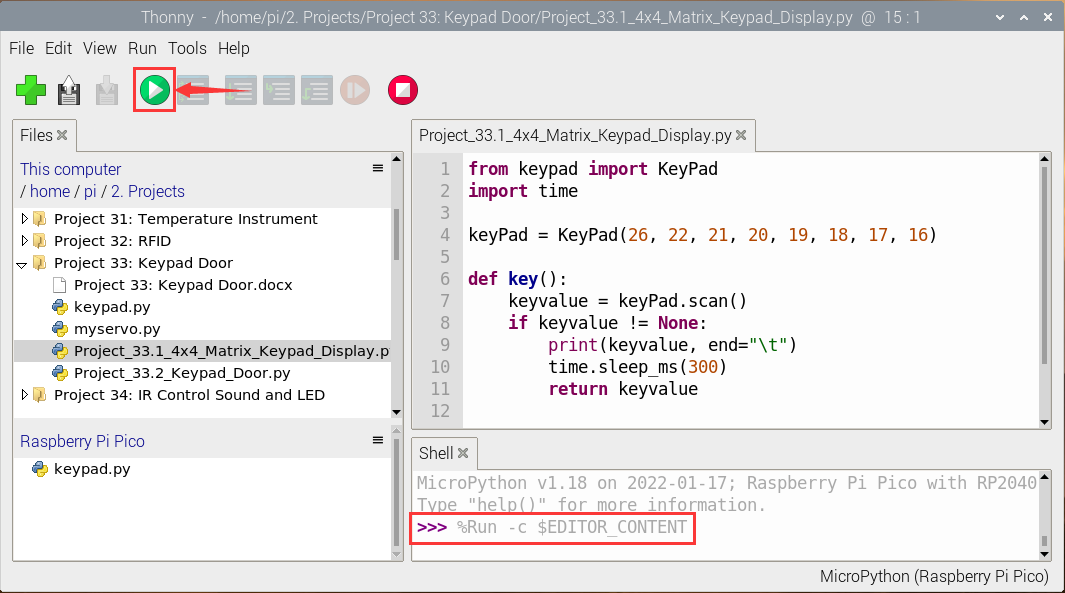 Thonny - /home/pi/2. Projects/Project 33: Keypad Door/Project_33.1_4x4_Matrix_Keypad_Display.py @ 15 : 1
File Edit View Run Tools Help
Files
This computer
/ home / pi / 2. Projects
Project 31: Temperature Instrument
Project 32: RFID
Project 33: Keypad Door
Project 33: Keypad Door.docx
keypad.py
myservo.py
Project_33.1_4x4_Matrix_Keypad_Display.p
Project_33.2_Keypad_Door.py
Project 34: IR Control Sound and LED
Raspberry Pi Pico
keypad.py
Project_33.1_4x4_Matrix_Keypad_Display.py
1 from keypad import KeyPad
2 import time
3
4 keyPad = KeyPad(26, 22, 21, 20, 19, 18, 17, 16)
5
6 def key():
7     keyvalue = keyPad.scan()
8     if keyvalue != None:
9         print(keyvalue, end="\t")
10         time.sleep_ms(300)
11         return keyvalue
12
Shell
MicroPython v1.18 on 2022-01-17; Raspberry Pi Pico with RP2040
Type "help()" for more information.
>>> %Run -c $EDITOR_CONTENT
MicroPython (Raspberry Pi Pico)